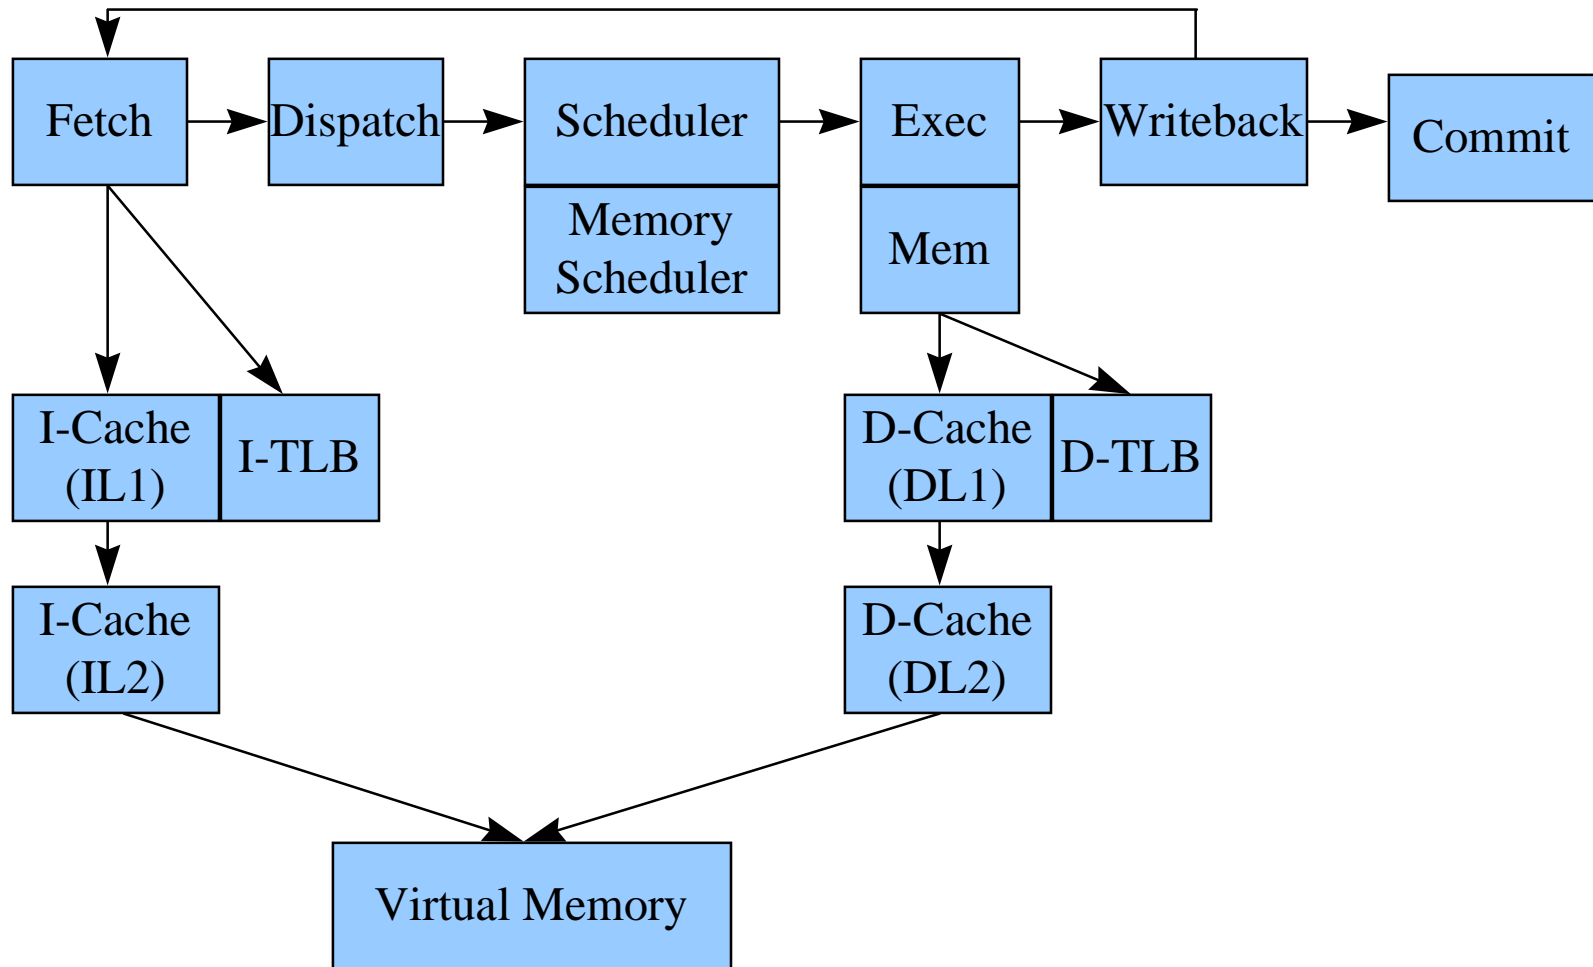 Fetch
Dispatch
Scheduler
Exec
Writeback
Commit
Memory
Scheduler
Mem
I-Cache
(IL1)
I-TLB
D-Cache
(DL1)
D-TLB
I-Cache
(IL2)
D-Cache
(DL2)
Virtual Memory